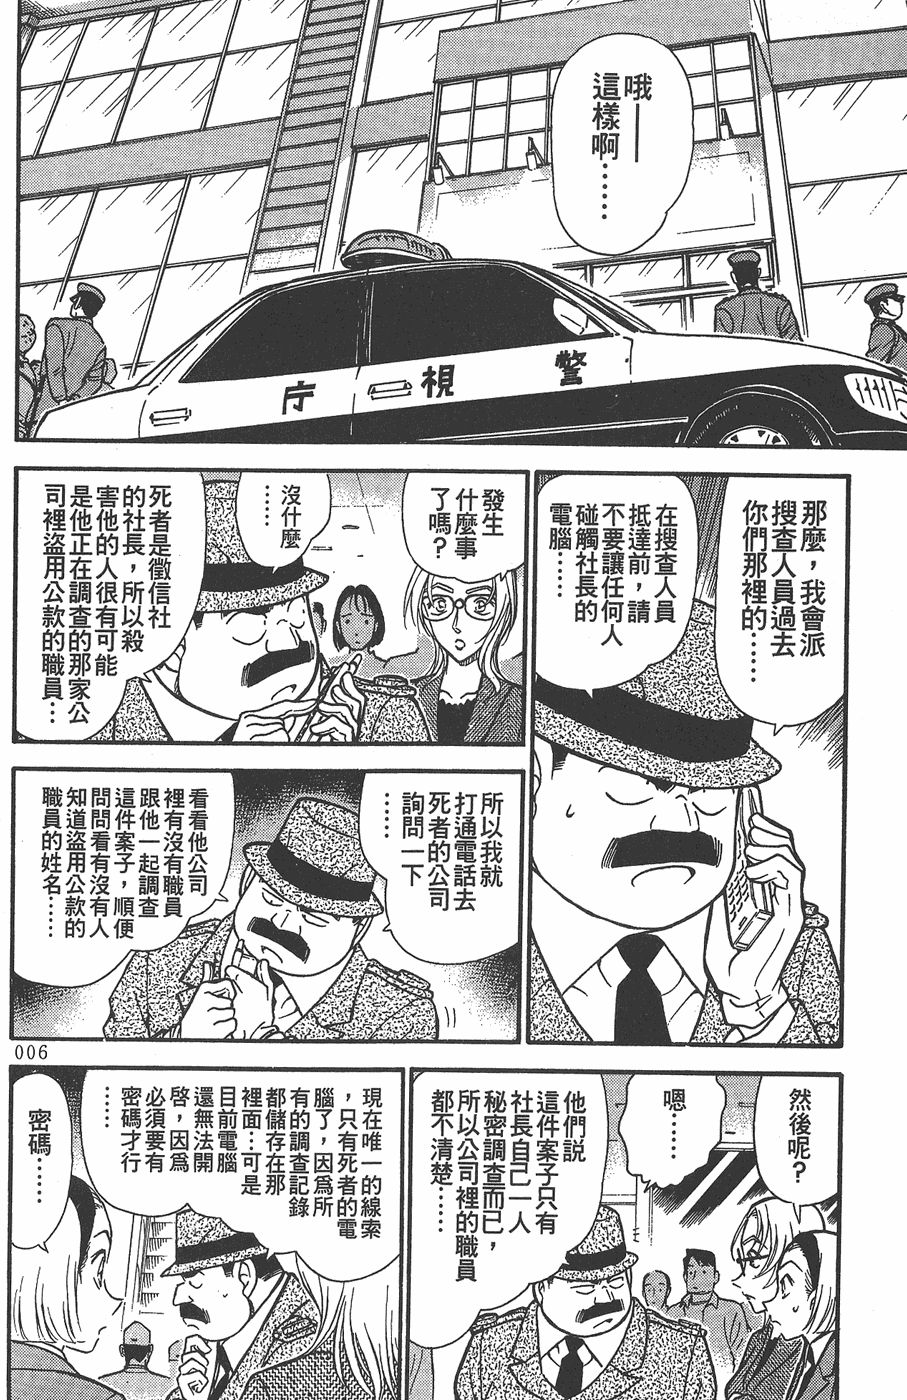 哦——
這樣啊……
庁視警
那麼，我會派
搜查人員過去
你們那裡的……
在搜查人員
抵達前，請
不要讓任何人
碰觸社長的
電腦……
發生
什麼事
了嗎？
沒什麼
……
死者是徵信社
的社長，所以殺
害他的人很有可能
是他正在調查的那家公
司裡盜用公款的職員…
所以我就
打通電話去
死者的公司
詢問一下
……
看看他公司
裡有沒有職員
跟他一起調查
這件案子，順便
問問看有沒有人
知道盜用公款的
職員的姓名……
006
然後呢？
嗯……
他們說
這件案子只有
社長自己一人
秘密調查而已，
所以公司裡的職員
都不清楚……
現在唯一的線索
，只有死者的電
腦了，因為所
有的調查記錄
都儲存在那
裡面…可是
目前電腦
還無法開
啓，因為
必須要有
密碼才行
密碼……